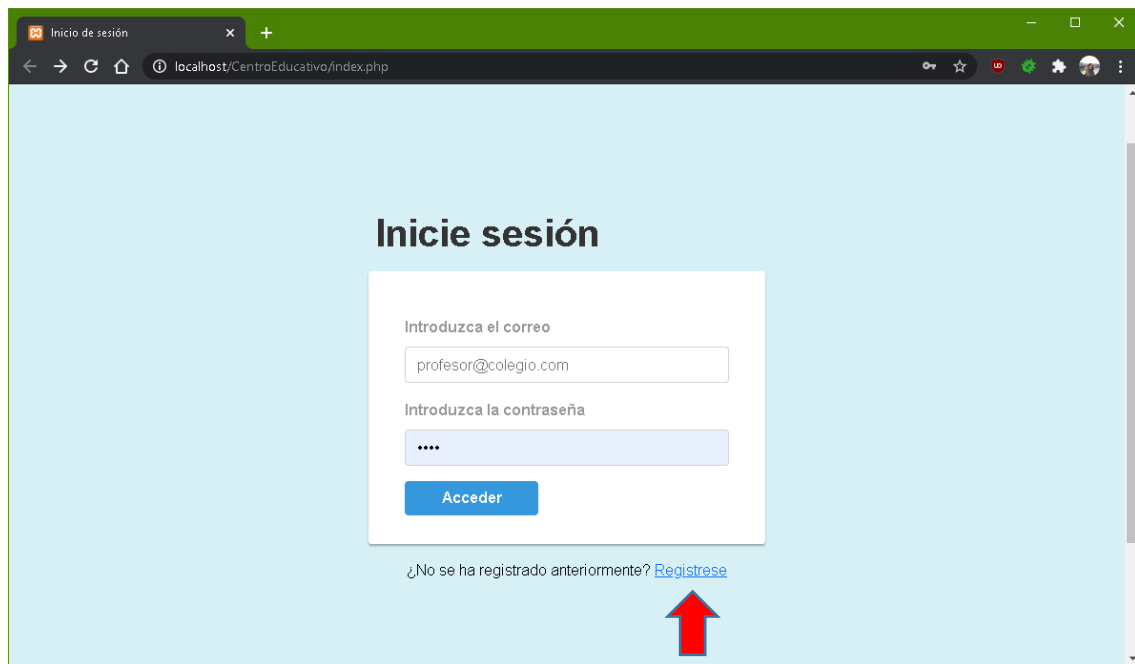 Inicio de sesión
localhost/CentroEducativo/index.php
Inicie sesión
Introduzca el correo
profesor@colegio.com
Introduzca la contraseña
••••
Acceder
¿No se ha registrado anteriormente? Registrese